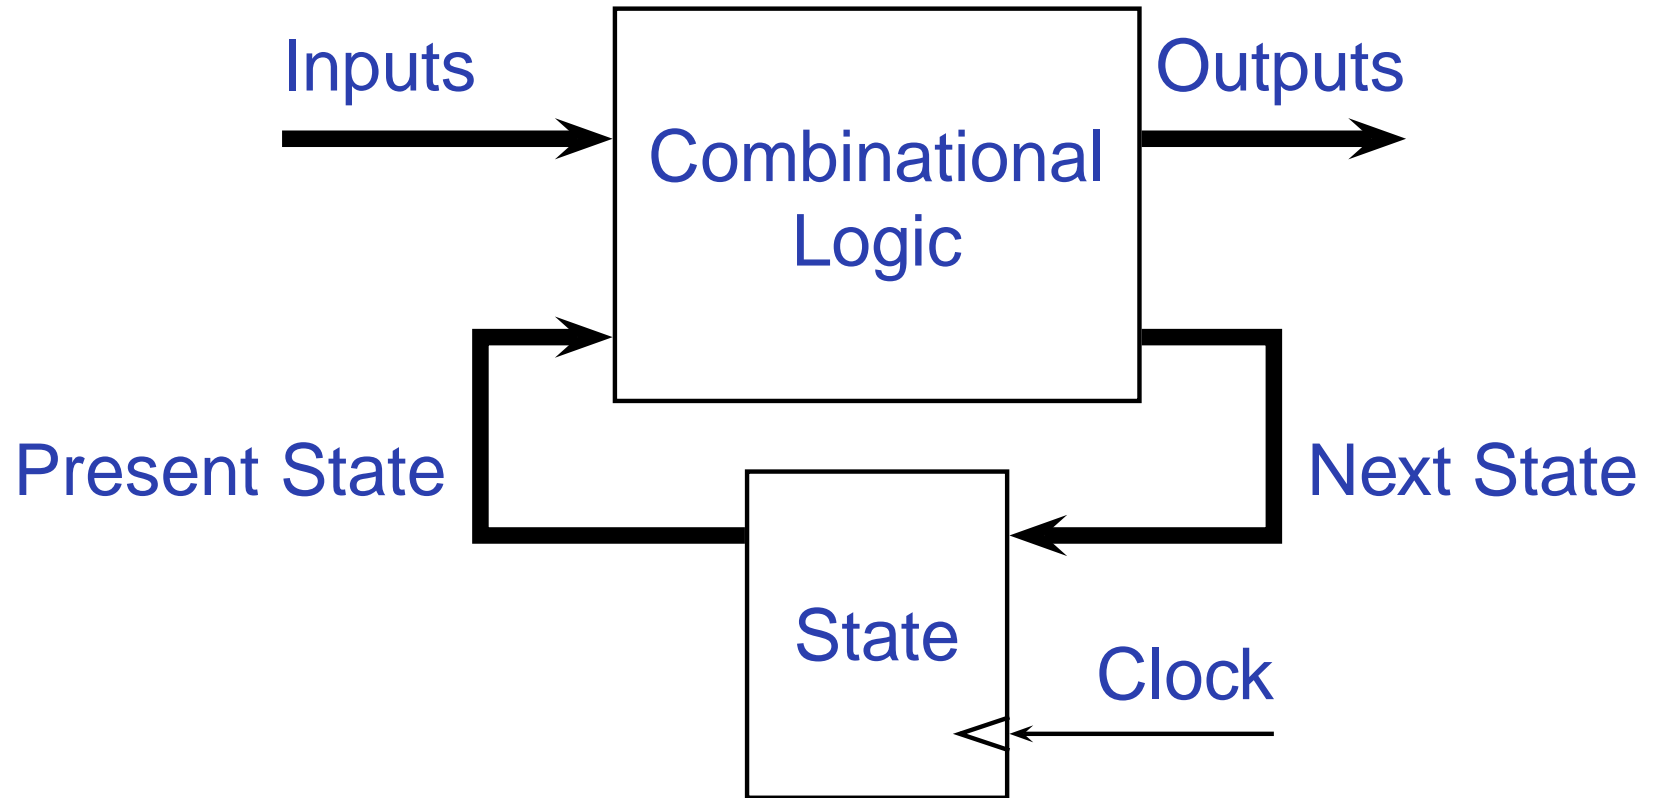 Inputs
Outputs
Combinational
Logic
Present State
Next State
State
Clock